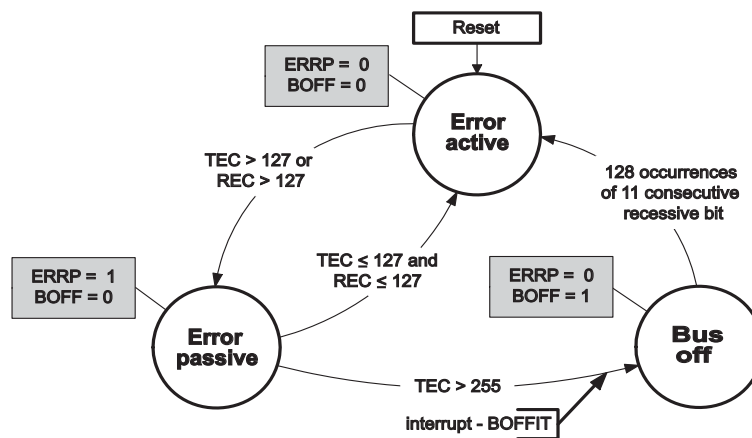 Reset
ERRP = 0
BOFF = 0
Error
active
TEC > 127 or
REC > 127
128 occurrences
of 11 consecutive
recessive bit
TEC ≤ 127 and
REC ≤ 127
ERRP = 1
BOFF = 0
ERRP = 0
BOFF = 1
Error
passive
Bus
off
TEC > 255
interrupt - BOFFIT